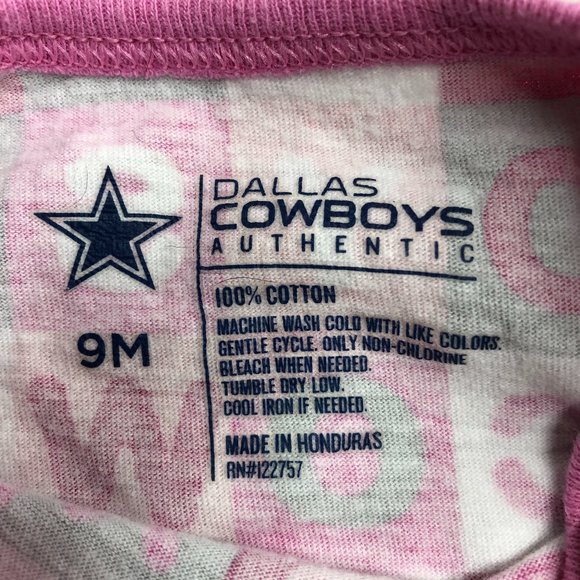 DALLAS
COWBOYS
AUTHENTIC
9M
100% COTTON
MACHINE WASH COLD WITH LIKE COLORS.
GENTLE CYCLE. ONLY NON-CHLORINE
BLEACH WHEN NEEDED.
TUMBLE DRY LOW.
COOL IRON IF NEEDED.
MADE IN HONDURAS
RN#122757